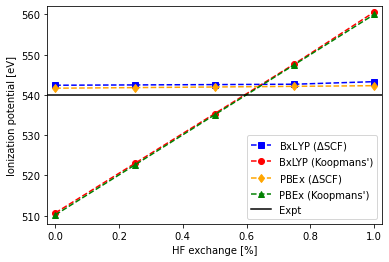 560
550
540
530
520
510
Ionization potential [eV]
BxLYP (ΔSCF)
BxLYP (Koopmans')
PBEx (ΔSCF)
PBEx (Koopmans')
Expt
0.0 0.2 0.4 0.6 0.8 1.0
HF exchange [%]